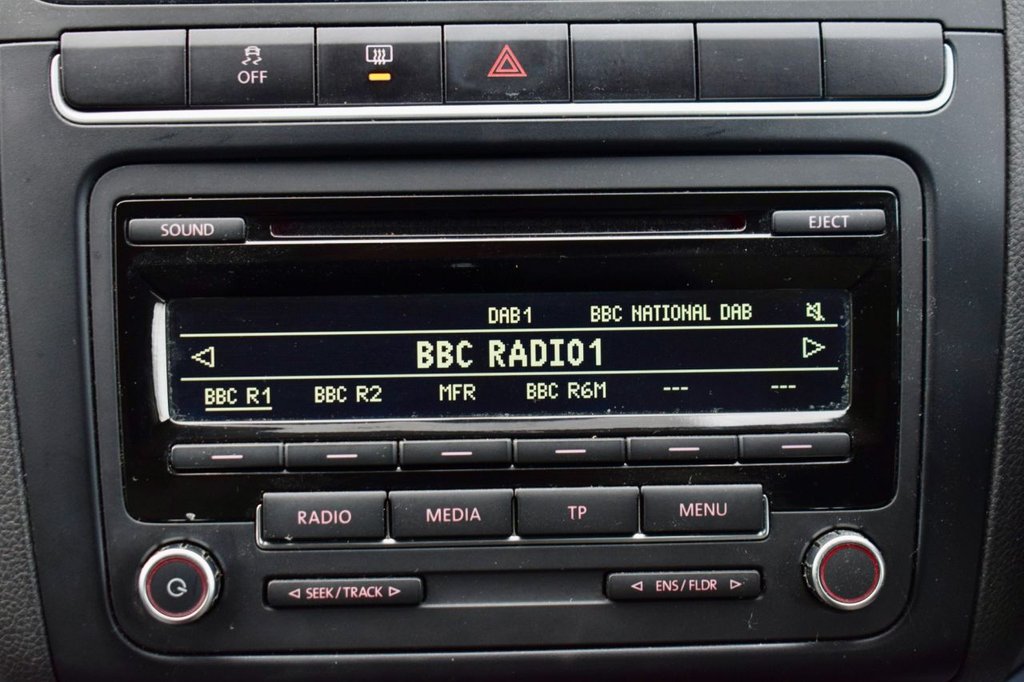 OFF
SOUND EJECT
DAB1 BBC NATIONAL DAB
BBC RADIO1
BBC R1 BBC R2 MFR BBC R6M --- ---
RADIO MEDIA TP MENU
SEEK/TRACK ENS/FLDR